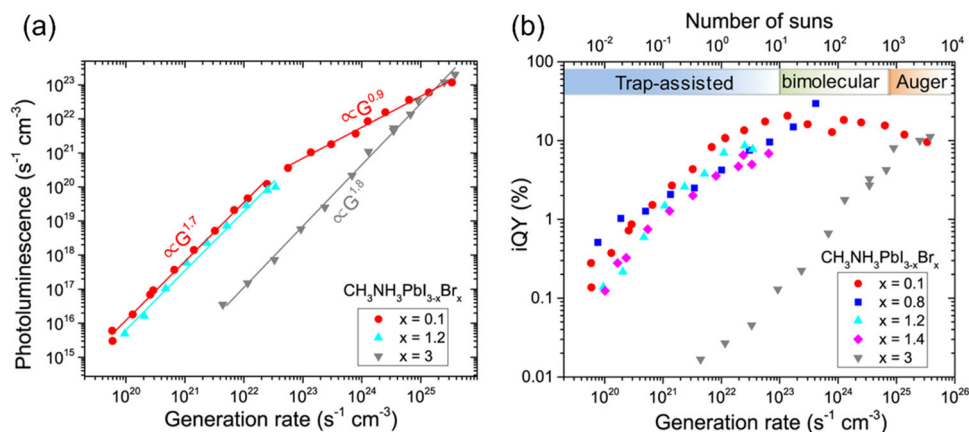 (a)
10²³
10²²
10²¹
10²⁰
10¹⁹
10¹⁸
10¹⁷
10¹⁶
10¹⁵
Photoluminescence (s⁻¹ cm⁻³)
∝G^0.9
∝G^1.7
∝G^1.8
CH₃NH₃PbI₃₋ₓBrₓ
x = 0.1
x = 1.2
x = 3
10²⁰ 10²¹ 10²² 10²³ 10²⁴ 10²⁵
Generation rate (s⁻¹ cm⁻³)
(b)
Number of suns
10⁻² 10⁻¹ 10⁰ 10¹ 10² 10³ 10⁴
Trap-assisted bimolecular Auger
100
10
1
0.1
0.01
iQY (%)
CH₃NH₃PbI₃₋ₓBrₓ
x = 0.1
x = 0.8
x = 1.2
x = 1.4
x = 3
10²⁰ 10²¹ 10²² 10²³ 10²⁴ 10²⁵ 10²⁶
Generation rate (s⁻¹ cm⁻³)